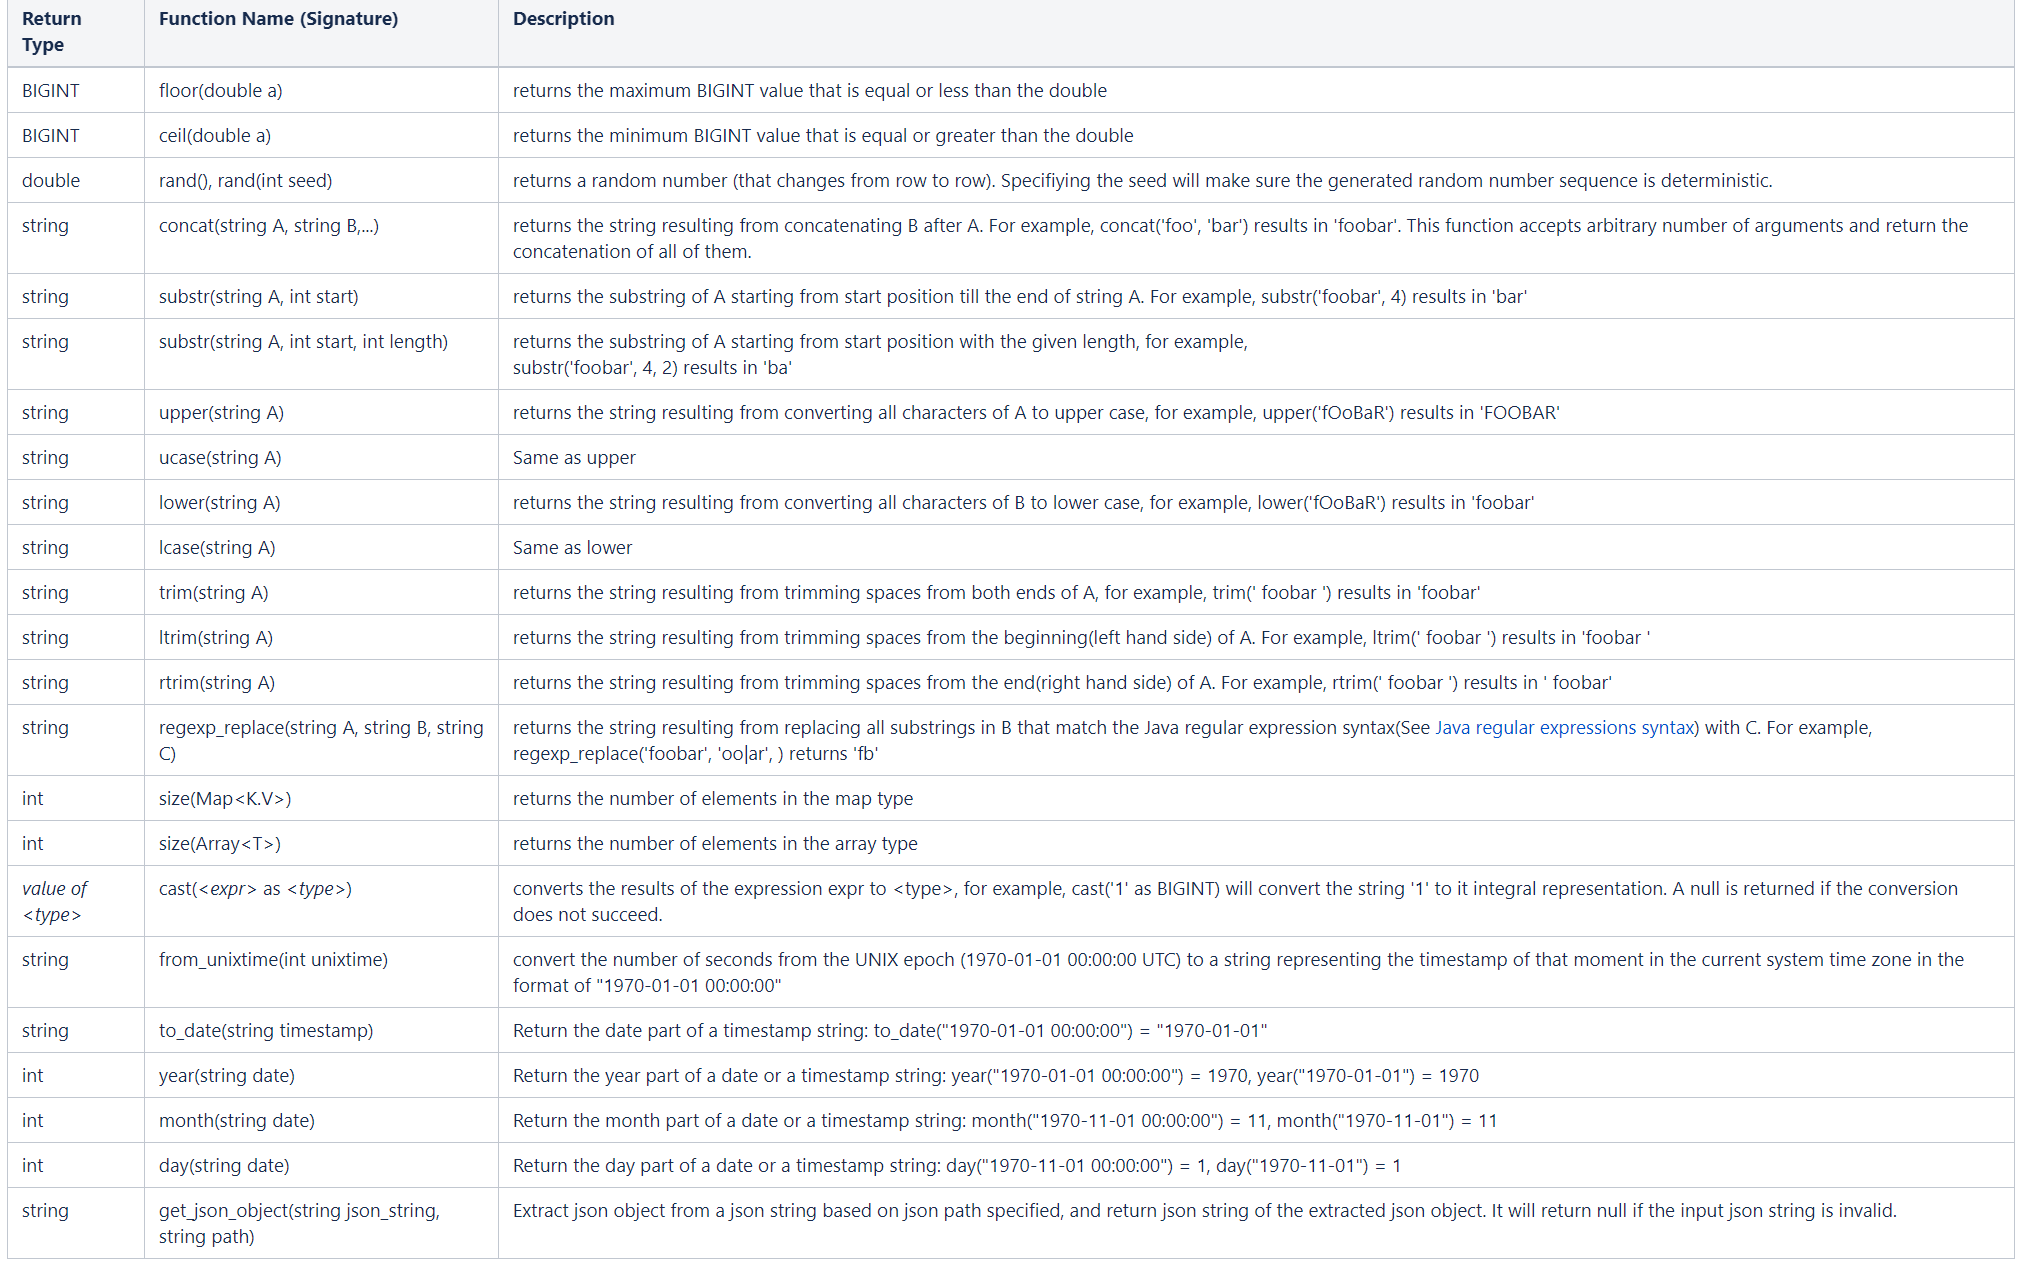 Return Type Function Name (Signature) Description
BIGINT floor(double a) returns the maximum BIGINT value that is equal or less than the double
BIGINT ceil(double a) returns the minimum BIGINT value that is equal or greater than the double
double rand(), rand(int seed) returns a random number (that changes from row to row). Specifiying the seed will make sure the generated random number sequence is deterministic.
string concat(string A, string B,...) returns the string resulting from concatenating B after A. For example, concat('foo', 'bar') results in 'foobar'. This function accepts arbitrary number of arguments and return the
concatenation of all of them.
string substr(string A, int start) returns the substring of A starting from start position till the end of string A. For example, substr('foobar', 4) results in 'bar'
string substr(string A, int start, int length) returns the substring of A starting from start position with the given length, for example,
substr('foobar', 4, 2) results in 'ba'
string upper(string A) returns the string resulting from converting all characters of A to upper case, for example, upper('fOoBaR') results in 'FOOBAR'
string ucase(string A) Same as upper
string lower(string A) returns the string resulting from converting all characters of B to lower case, for example, lower('fOoBaR') results in 'foobar'
string lcase(string A) Same as lower
string trim(string A) returns the string resulting from trimming spaces from both ends of A, for example, trim(' foobar ') results in 'foobar'
string ltrim(string A) returns the string resulting from trimming spaces from the beginning(left hand side) of A. For example, ltrim(' foobar ') results in 'foobar '
string rtrim(string A) returns the string resulting from trimming spaces from the end(right hand side) of A. For example, rtrim(' foobar ') results in ' foobar'
string regexp_replace(string A, string B, string C) returns the string resulting from replacing all substrings in B that match the Java regular expression syntax(See Java regular expressions syntax) with C. For example,
regexp_replace('foobar', 'oo|ar', ) returns 'fb'
int size(Map<K.V>) returns the number of elements in the map type
int size(Array<T>) returns the number of elements in the array type
value of <type> cast(<expr> as <type>) converts the results of the expression expr to <type>, for example, cast('1' as BIGINT) will convert the string '1' to it integral representation. A null is returned if the conversion
does not succeed.
string from_unixtime(int unixtime) convert the number of seconds from the UNIX epoch (1970-01-01 00:00:00 UTC) to a string representing the timestamp of that moment in the current system time zone in the
format of "1970-01-01 00:00:00"
string to_date(string timestamp) Return the date part of a timestamp string: to_date("1970-01-01 00:00:00") = "1970-01-01"
int year(string date) Return the year part of a date or a timestamp string: year("1970-01-01 00:00:00") = 1970, year("1970-01-01") = 1970
int month(string date) Return the month part of a date or a timestamp string: month("1970-11-01 00:00:00") = 11, month("1970-11-01") = 11
int day(string date) Return the day part of a date or a timestamp string: day("1970-11-01 00:00:00") = 1, day("1970-11-01") = 1
string get_json_object(string json_string, string path) Extract json object from a json string based on json path specified, and return json string of the extracted json object. It will return null if the input json string is invalid.